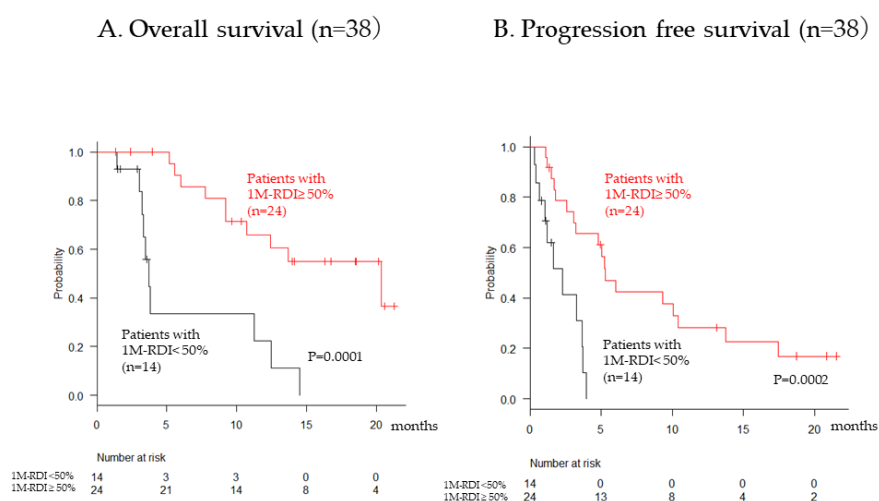 A. Overall survival (n=38)
B. Progression free survival (n=38)
1.0
0.8
0.6
0.4
0.2
0.0
Probability
Patients with
1M-RDI≥50%
(n=24)
Patients with
1M-RDI<50%
(n=14)
P=0.0001
0 5 10 15 20 months
Number at risk
1M-RDI<50% 14 3 3 0 0
1M-RDI≥50% 24 21 14 8 4
1.0
0.8
0.6
0.4
0.2
0.0
Probability
Patients with
1M-RDI≥50%
(n=24)
Patients with
1M-RDI<50%
(n=14)
P=0.0002
0 5 10 15 20 months
Number at risk
1M-RDI<50% 14 0 0 0 0
1M-RDI≥50% 24 13 8 4 2